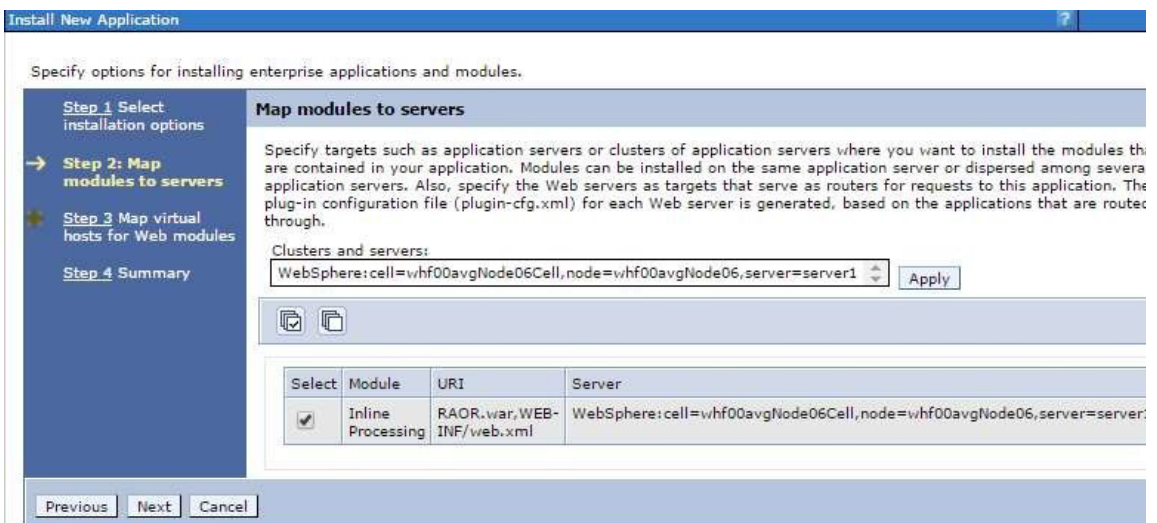 Install New Application
?
Specify options for installing enterprise applications and modules.
Step 1 Select
installation options
Step 2: Map
modules to servers
Step 3 Map virtual
hosts for Web modules
Step 4 Summary
Map modules to servers
Specify targets such as application servers or clusters of application servers where you want to install the modules tha
are contained in your application. Modules can be installed on the same application server or dispersed among severa
application servers. Also, specify the Web servers as targets that serve as routers for requests to this application. The
plug-in configuration file (plugin-cfg.xml) for each Web server is generated, based on the applications that are routed
through.
Clusters and servers:
WebSphere:cell=whf00avgNode06Cell,node=whf00avgNode06,server=server1
Apply
Select Module URI Server
Inline RAOR.war,WEB- WebSphere:cell=whf00avgNode06Cell,node=whf00avgNode06,server=server1
Processing INF/web.xml
Previous Next Cancel